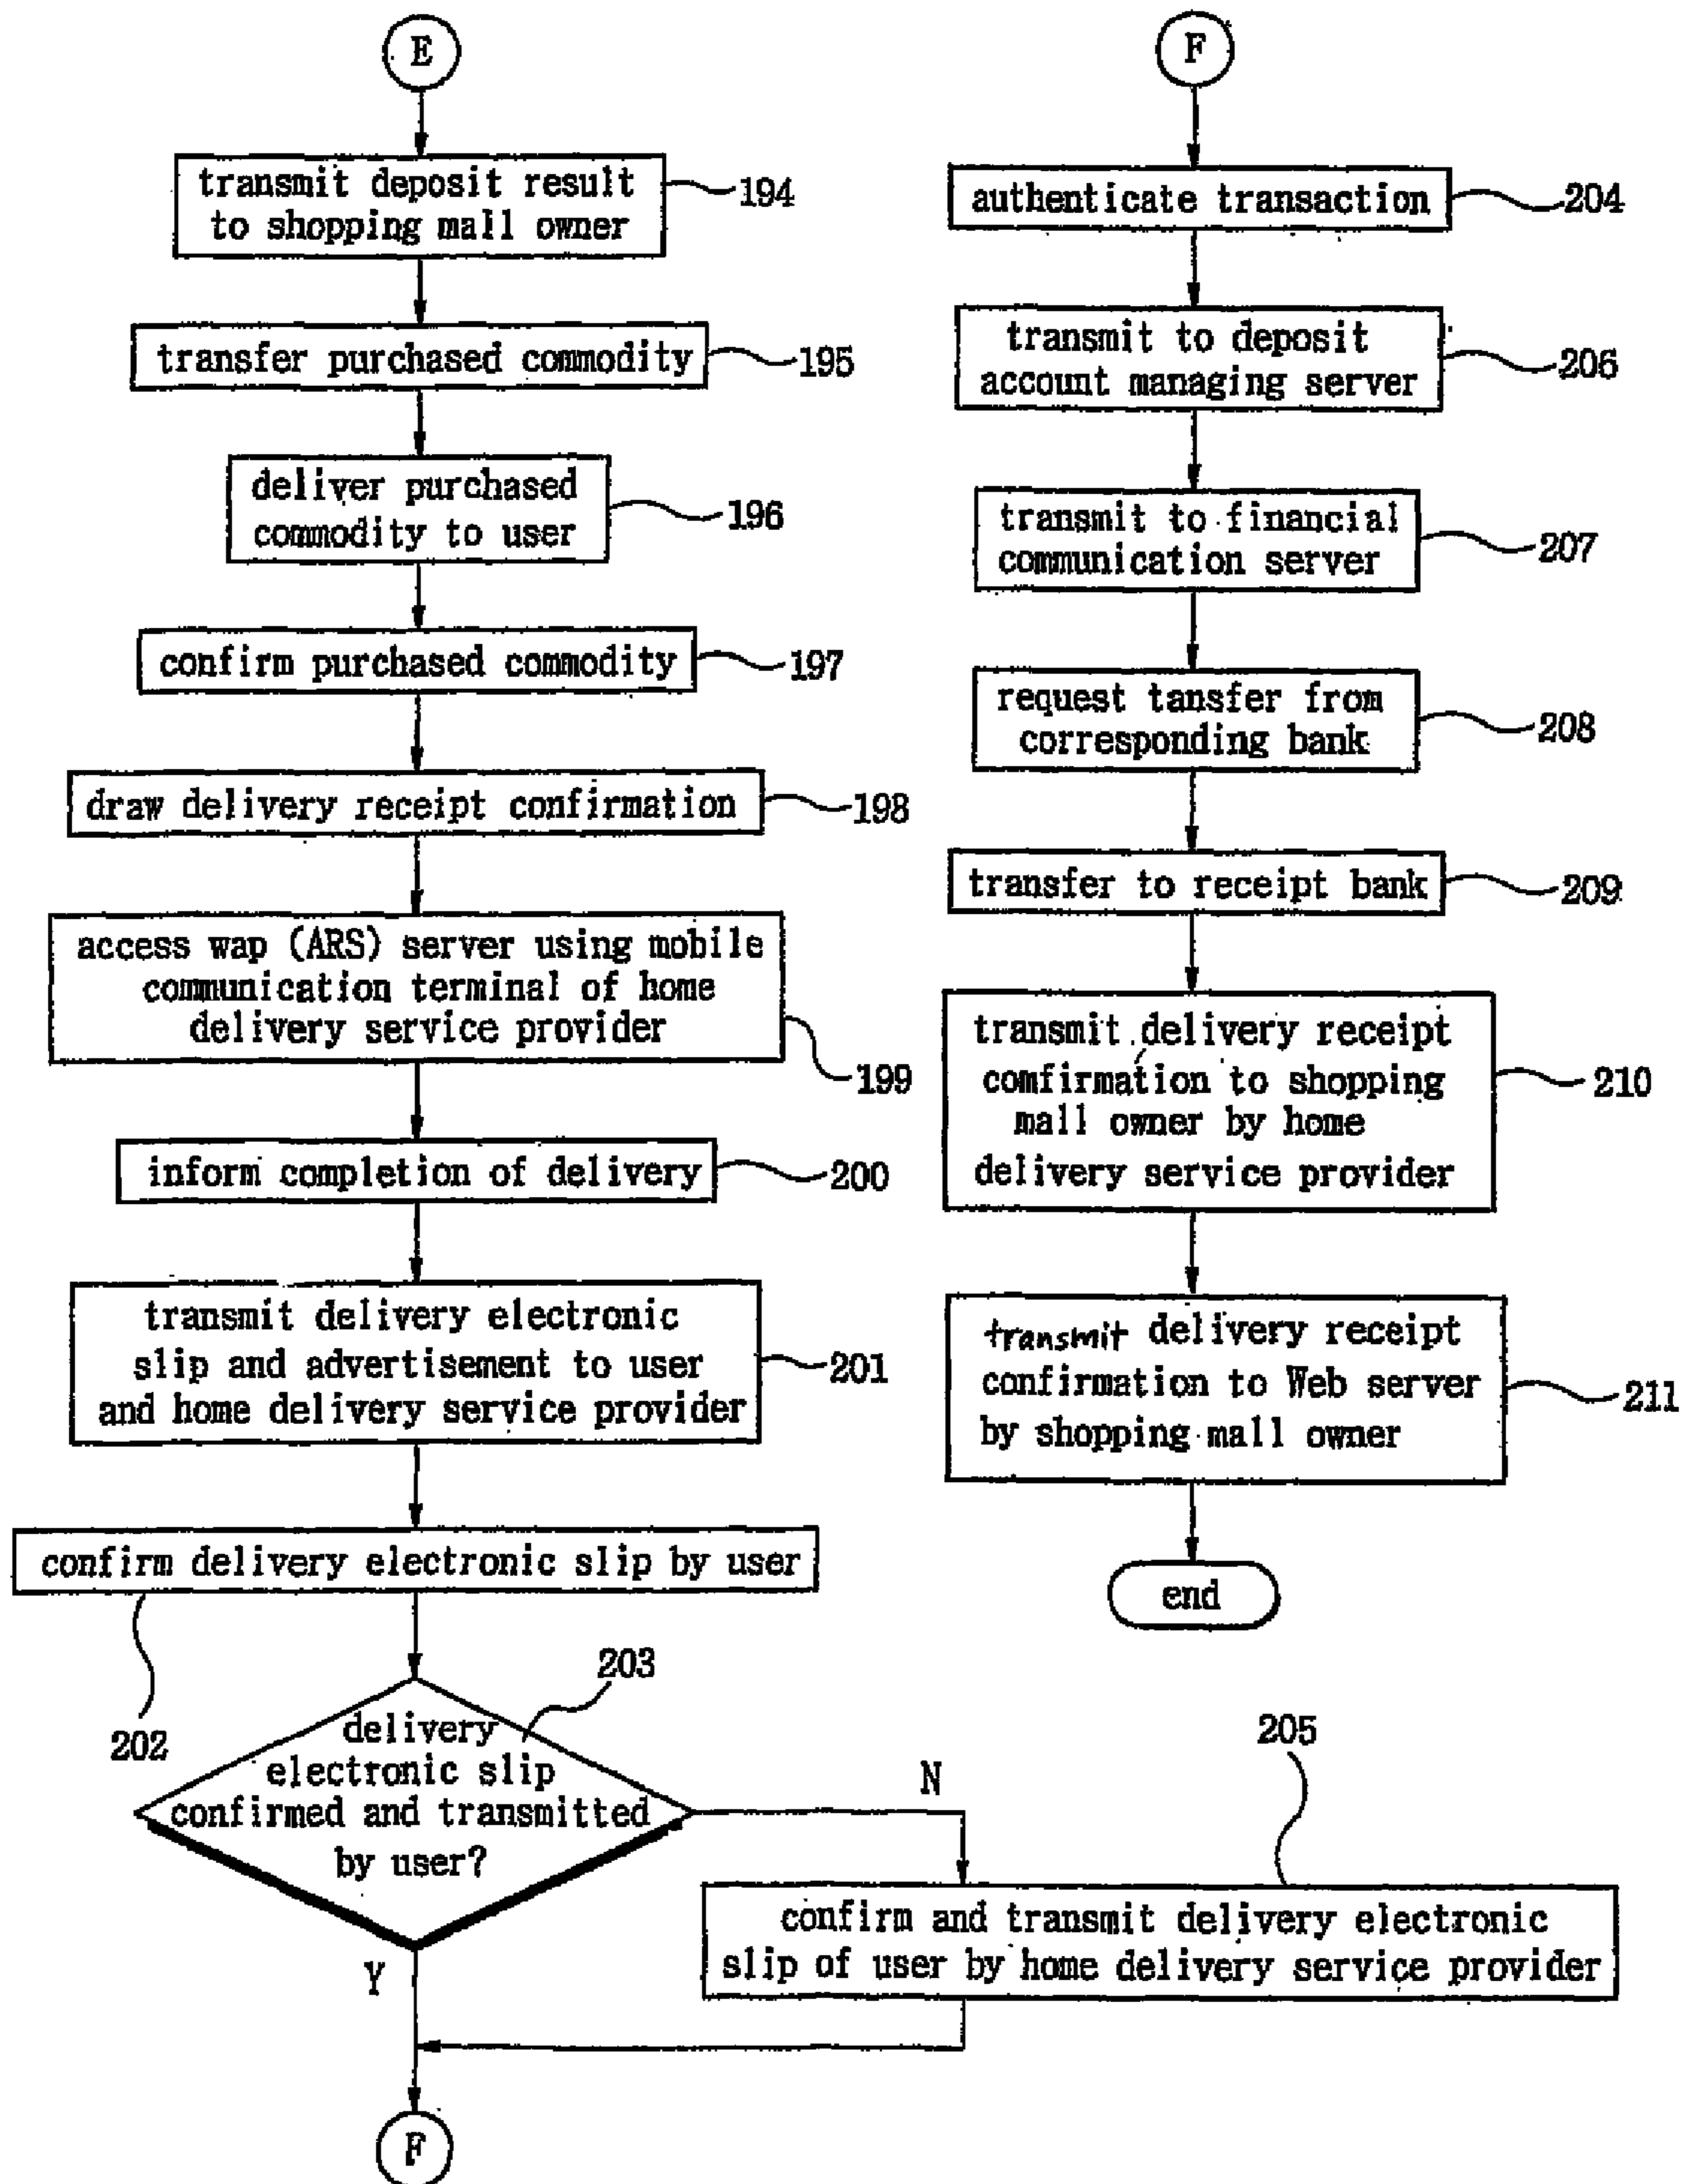 E
transmit deposit result
to shopping mall owner
194
transfer purchased commodity
195
deliver purchased
commodity to user
196
confirm purchased commodity
197
draw delivery receipt confirmation
198
access wap (ARS) server using mobile
communication terminal of home
delivery service provider
199
inform completion of delivery
200
transmit delivery electronic
slip and advertisement to user
and home delivery service provider
201
confirm delivery electronic slip by user
202
203
delivery
electronic slip
confirmed and transmitted
by user?
N
Y
205
confirm and transmit delivery electronic
slip of user by home delivery service provider
F
F
authenticate transaction
204
transmit to deposit
account managing server
206
transmit to financial
communication server
207
request tansfer from
corresponding bank
208
transfer to receipt bank
209
transmit delivery receipt
comfirmation to shopping
mall owner by home
delivery service provider
210
transmit delivery receipt
confirmation to Web server
by shopping mall owner
211
end